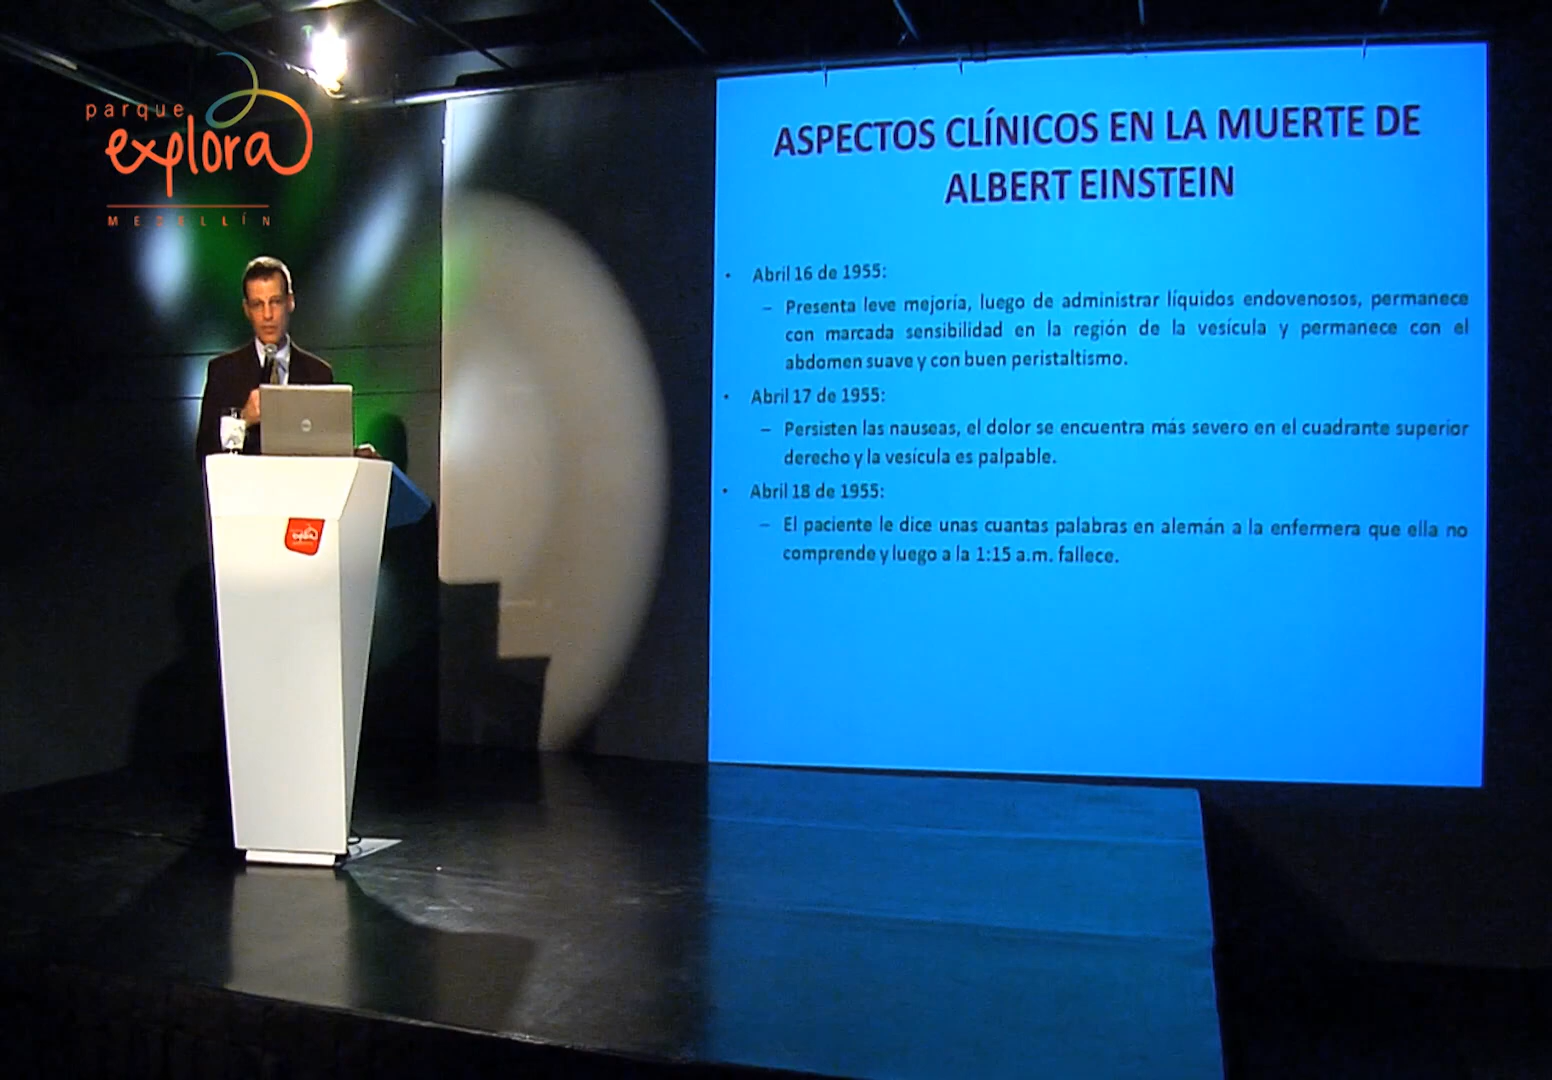 parque
explora
MEDELLÍN
ASPECTOS CLÍNICOS EN LA MUERTE DE
ALBERT EINSTEIN
• Abril 16 de 1955:
– Presenta leve mejoría, luego de administrar líquidos endovenosos, permanece
con marcada sensibilidad en la región de la vesícula y permanece con el
abdomen suave y con buen peristaltismo.
• Abril 17 de 1955:
– Persisten las nauseas, el dolor se encuentra más severo en el cuadrante superior
derecho y la vesícula es palpable.
• Abril 18 de 1955:
– El paciente le dice unas cuantas palabras en alemán a la enfermera que ella no
comprende y luego a la 1:15 a.m. fallece.
explora